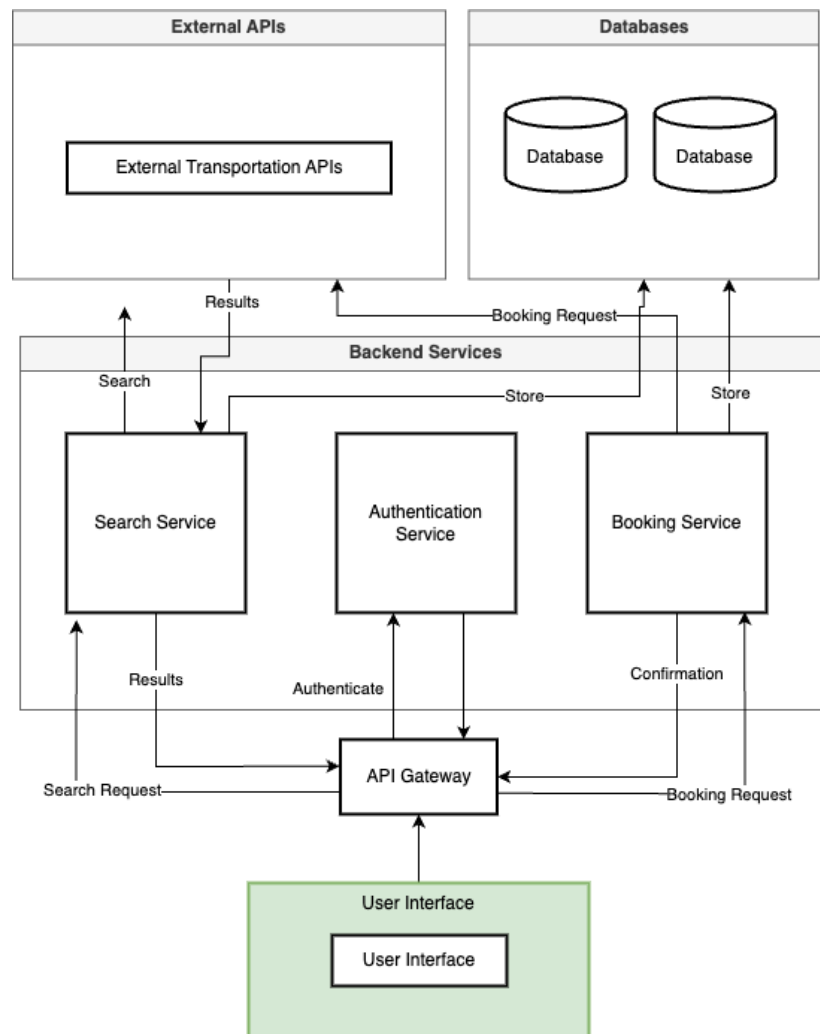 External APIs
Databases
External Transportation APIs
Database
Database
Results
Booking Request
Backend Services
Search
Store
Store
Search Service
Authentication
Service
Booking Service
Results
Authenticate
Confirmation
API Gateway
Search Request
Booking Request
User Interface
User Interface